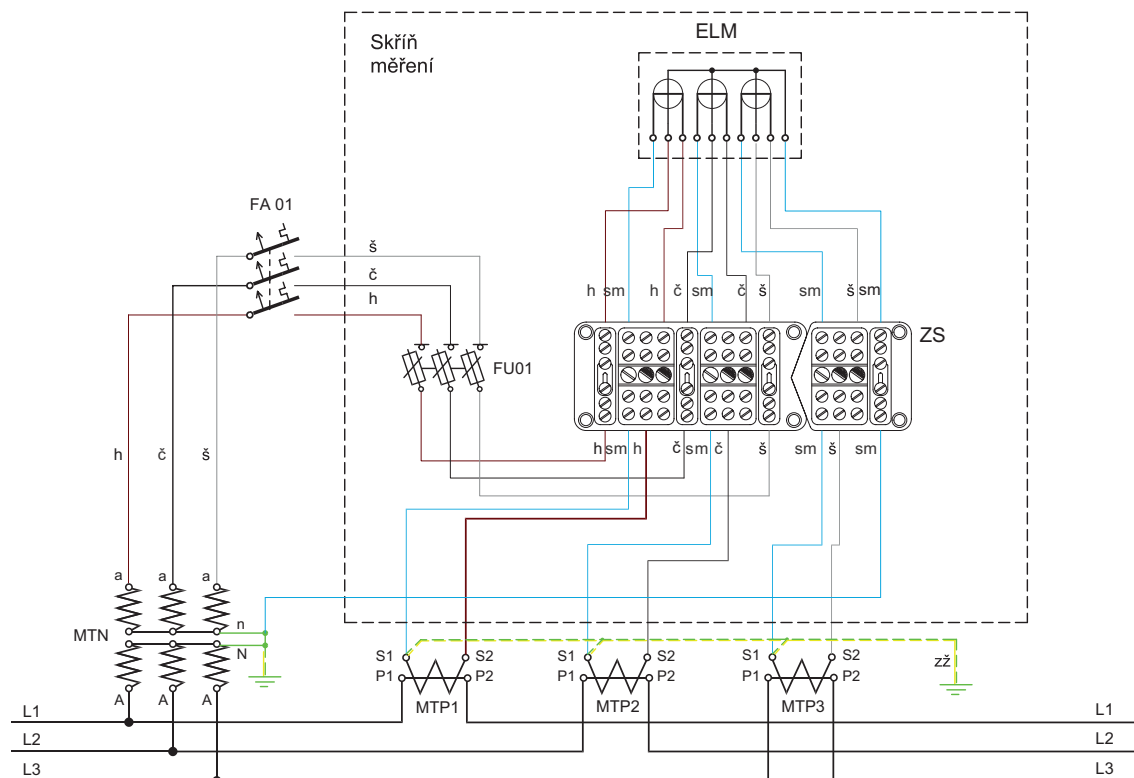 ELM
Skříň
měření
FA 01
š
č
h
h sm h č sm č š sm š sm
ZS
FU01
h sm h č sm č š sm š sm
h č š
a a a
n
MTN
N
A A A
S1 S2 S1 S2 S1 S2
zž
P1 P2 P1 P2 P1 P2
MTP1 MTP2 MTP3
L1 L1
L2 L2
L3 L3